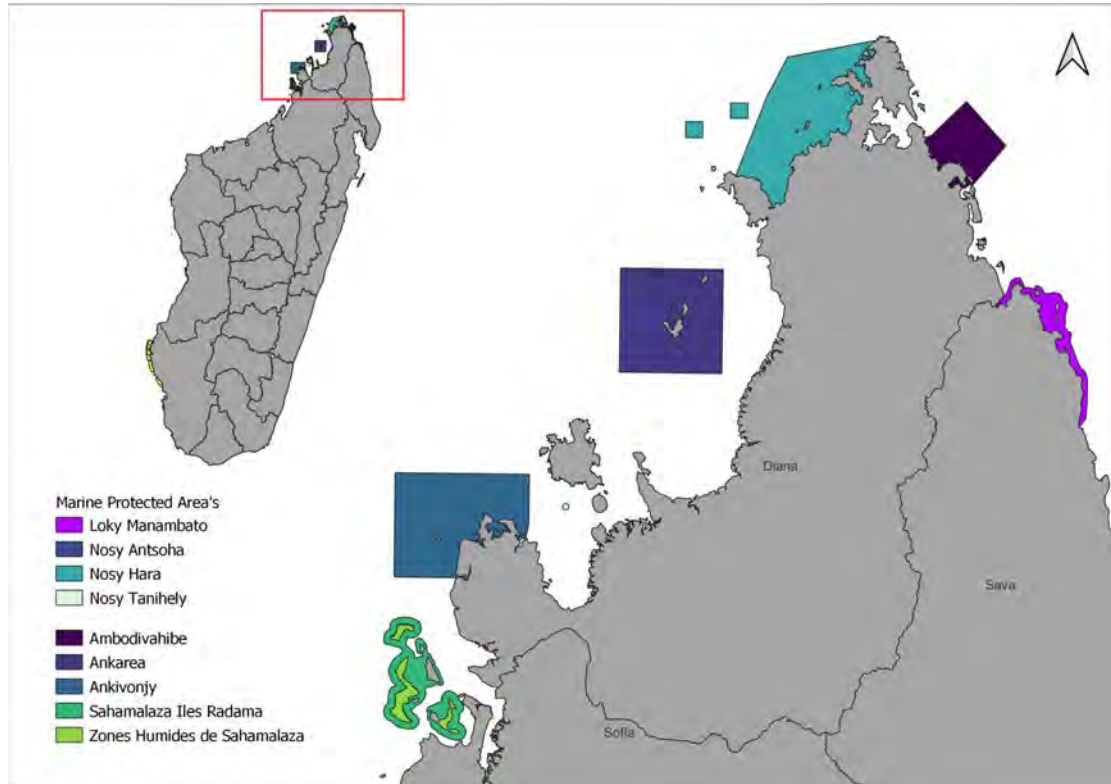 Diana
Sava
Sofia
Marine Protected Area's
Loky Manambato
Nosy Antsoha
Nosy Hara
Nosy Tanihely
Ambodivahibe
Ankarea
Ankivonjy
Sahamalaza Iles Radama
Zones Humides de Sahamalaza